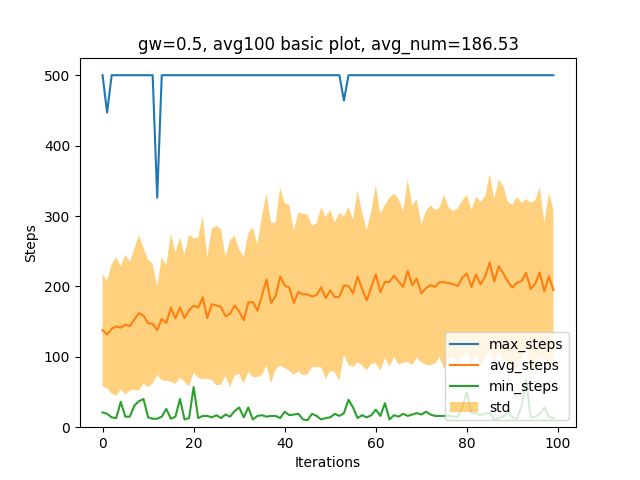 gw=0.5, avg100 basic plot, avg_num=186.53
Steps
500
400
300
200
100
0
0
20
40
60
80
100
Iterations
max_steps
avg_steps
min_steps
std